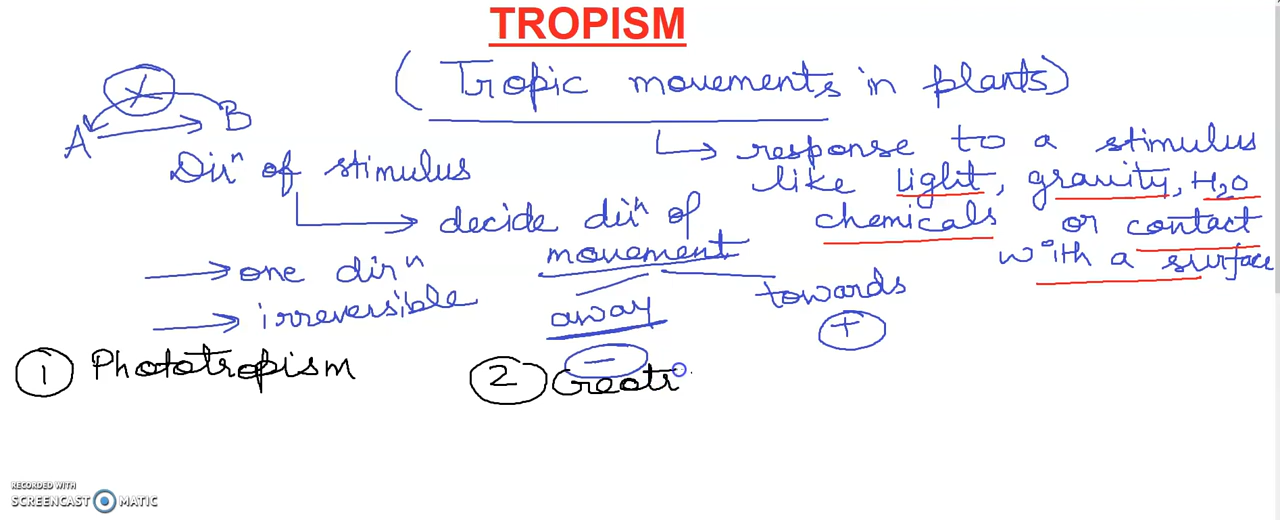 TROPISM
(Tropic movements in plants)
A B
Dirⁿ of stimulus
response to a stimulus
like light, gravity, H2O
decide dirⁿ of
movement
chemicals or contact
with a surface
one dirⁿ
irreversible
away
towards
+
−
1 Phototropism
2 Geotr
RECORDED WITH
SCREENCAST MATIC